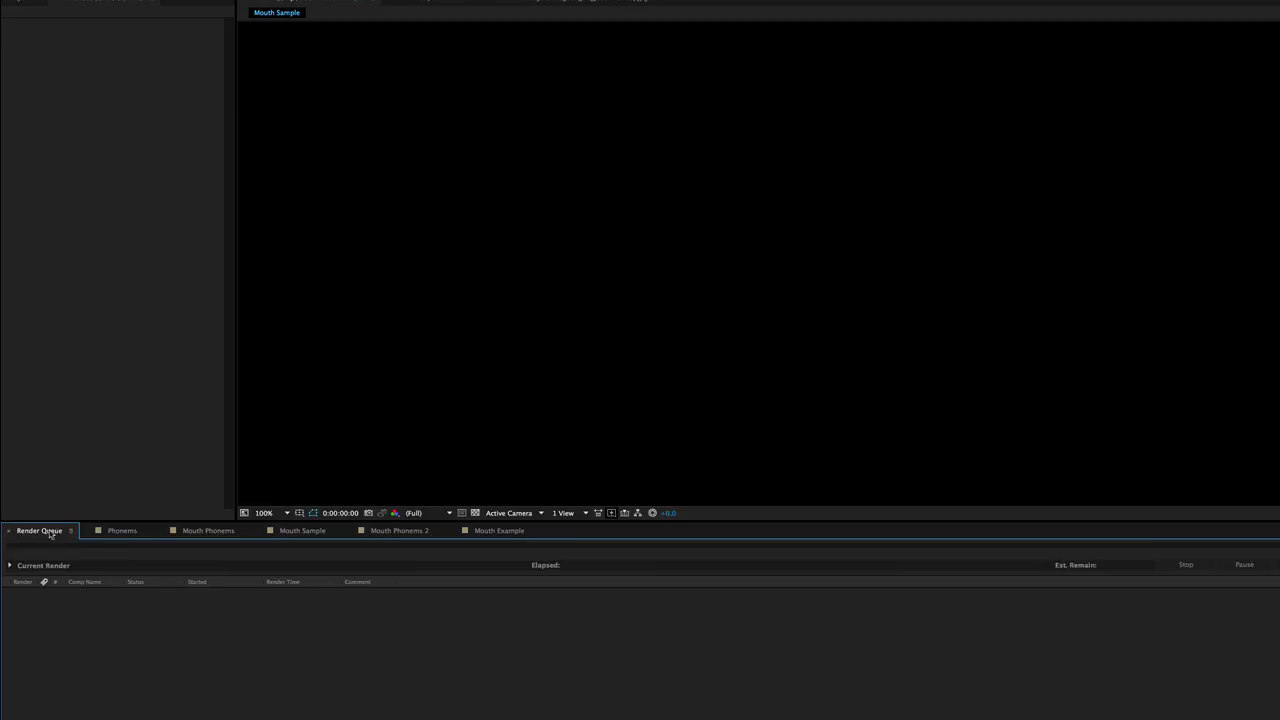 Mouth Sample
100% 0:00:00:00 (Full) Active Camera 1 View +0.0
× Render Queue Phonems Mouth Phonems Mouth Sample Mouth Phonems 2 Mouth Example
Current Render Elapsed: Est. Remain: Stop Pause
Render # Comp Name Status Started Render Time Comment